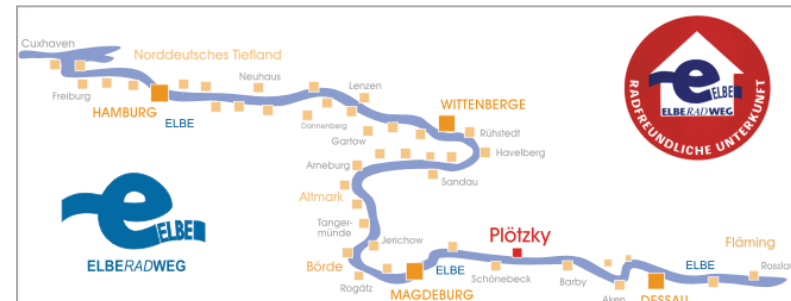 Cuxhaven
Norddeutsches Tiefland
Freiburg
HAMBURG
ELBE
Neuhaus
Lenzen
Dannenberg
Gartow
WITTENBERGE
Rühstedt
Havelberg
Sandau
Arneburg
Altmark
Tanger-
münde
Jerichow
Börde
Rogätz
MAGDEBURG
ELBE
Plötzky
Schönebeck
Barby
Aken
DESSAU
ELBE
Fläming
Rosslau
e ELBE
ELBERADWEG
e ELBE
ELBERADWEG
RADFREUNDLICHE UNTERKUNFT